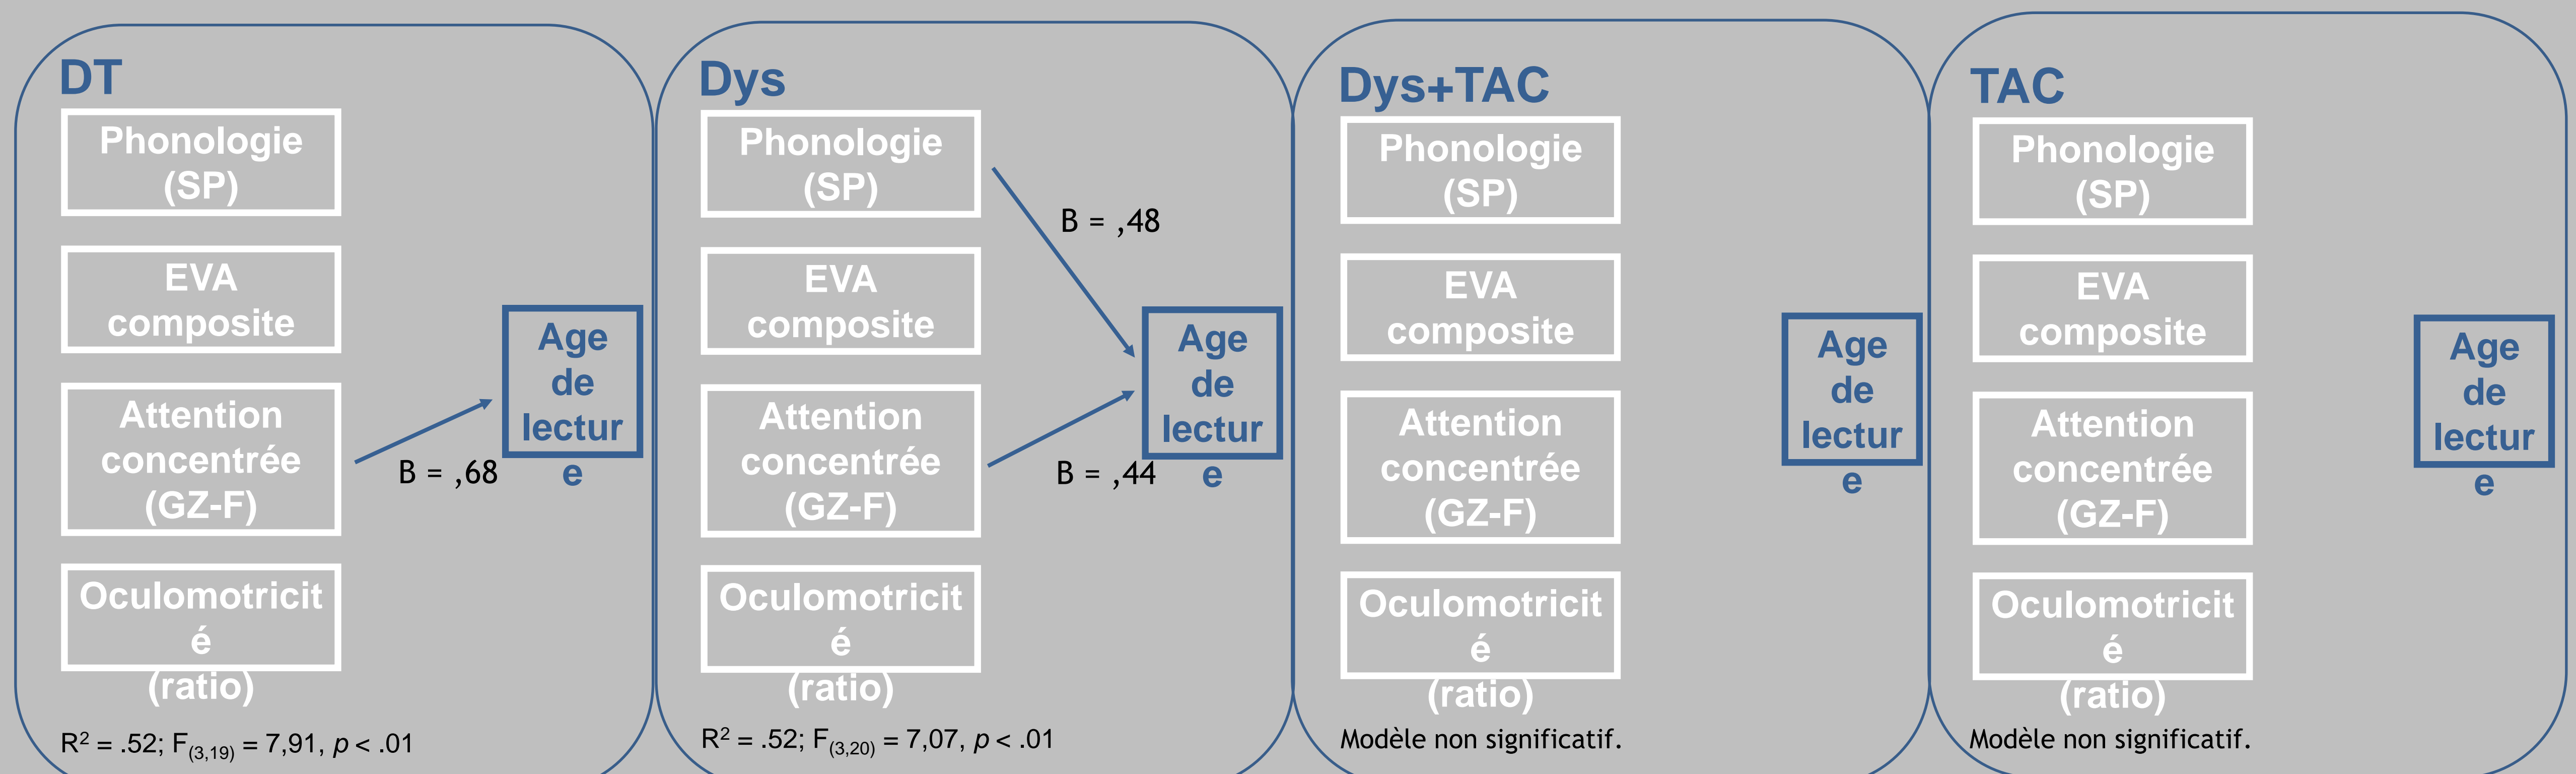 DT
Phonologie
(SP)
EVA
composite
Attention
concentrée
(GZ-F)
Oculomotricit
é
(ratio)
B = ,68
Age
de
lectur
e
R² = .52; F(3,19) = 7,91, p < .01
Dys
Phonologie
(SP)
EVA
composite
Attention
concentrée
(GZ-F)
Oculomotricit
é
(ratio)
B = ,48
B = ,44
Age
de
lectur
e
R² = .52; F(3,20) = 7,07, p < .01
Dys+TAC
Phonologie
(SP)
EVA
composite
Attention
concentrée
(GZ-F)
Oculomotricit
é
(ratio)
Age
de
lectur
e
Modèle non significatif.
TAC
Phonologie
(SP)
EVA
composite
Attention
concentrée
(GZ-F)
Oculomotricit
é
(ratio)
Age
de
lectur
e
Modèle non significatif.